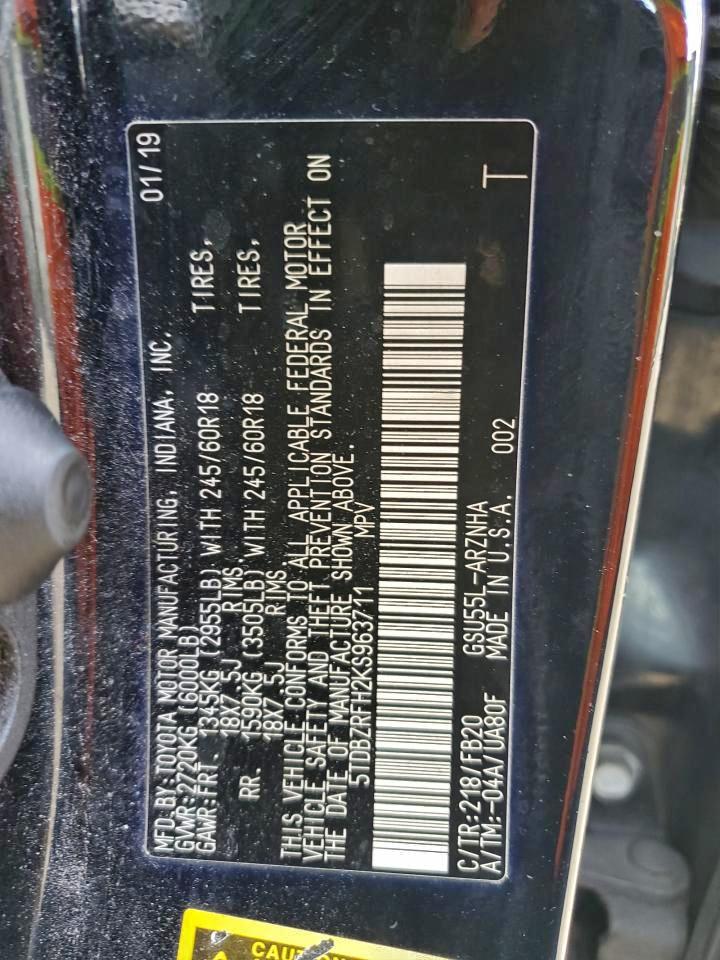 MFD.BY:TOYOTA MOTOR MANUFACTURING, INDIANA, INC. 01/19
GVWR:2720KG (6000LB)
GAWR:FRT. 1345KG (2955LB) WITH 245/60R18 TIRES,
18X7.5J RIMS,
RR. 1590KG (3505LB) WITH 245/60R18 TIRES,
18X7.5J RIMS
THIS VEHICLE CONFORMS TO ALL APPLICABLE FEDERAL MOTOR
VEHICLE SAFETY AND THEFT PREVENTION STANDARDS IN EFFECT ON
THE DATE OF MANUFACTURE SHOWN ABOVE.
5TDBZRFH2KS963711 MPV
C/TR:218/FB20 GSU55L-ARZNHA
A/TM:-04A/UA80F MADE IN U.S.A. 002 T
CAUTION